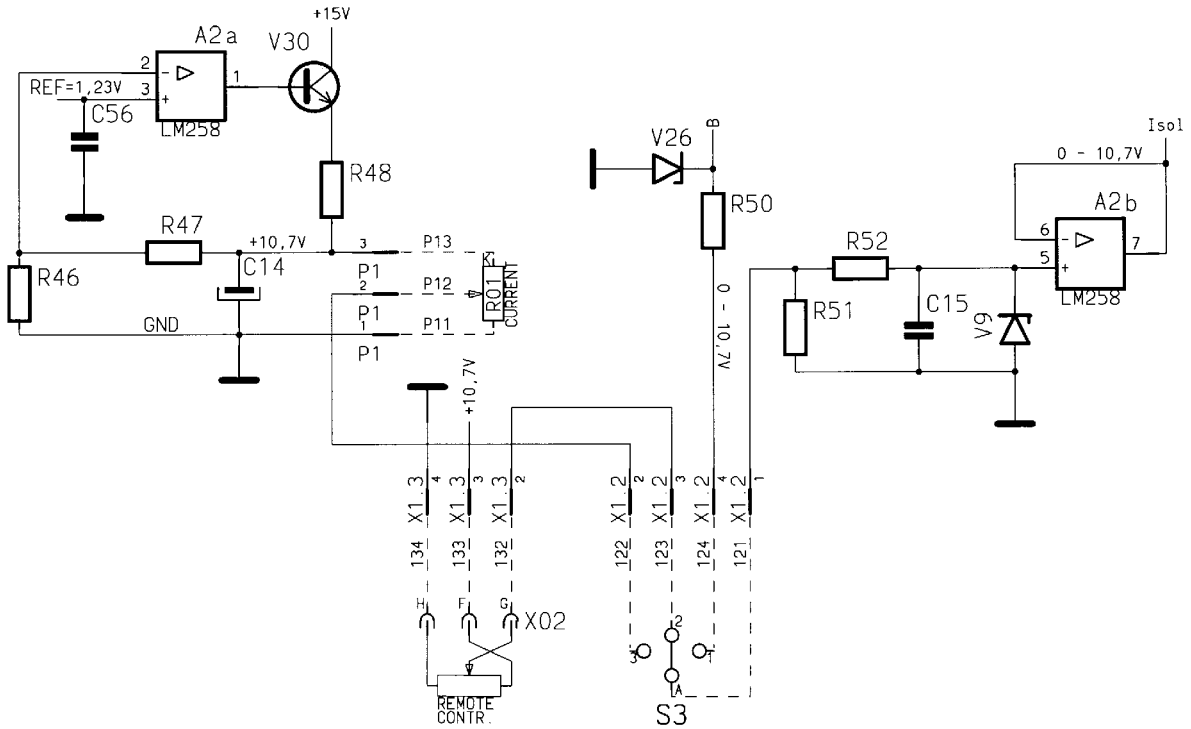 +15V
A2a
V30
2
-
1
REF=1,23V
3
+
C56
LM258
R48
R47
+10,7V
3
P13
R46
C14
P1
2
P12
R01
CURRENT
GND
P1
1
P11
P1
B
V26
R50
0 - 10,7V
Isol
0 - 10,7V
A2b
6
-
7
R52
5
+
LM258
R51
C15
V9
+10,7V
X1.3
4
X1.3
3
X1.3
2
X1.2
2
X1.2
3
X1.2
4
X1.2
1
134
133
132
122
123
124
121
H
F
G
X02
2
3
1
A
REMOTE
CONTR.
S3